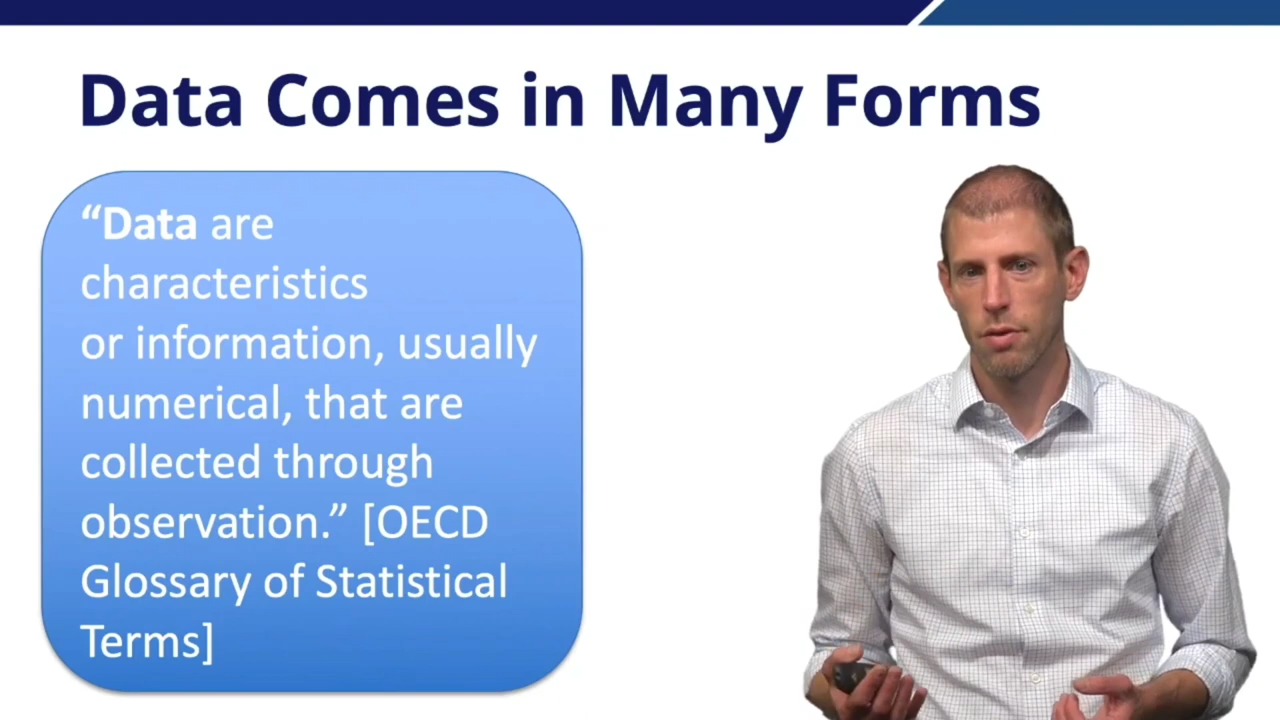 Data Comes in Many Forms
“Data are
characteristics
or information, usually
numerical, that are
collected through
observation.” [OECD
Glossary of Statistical
Terms]